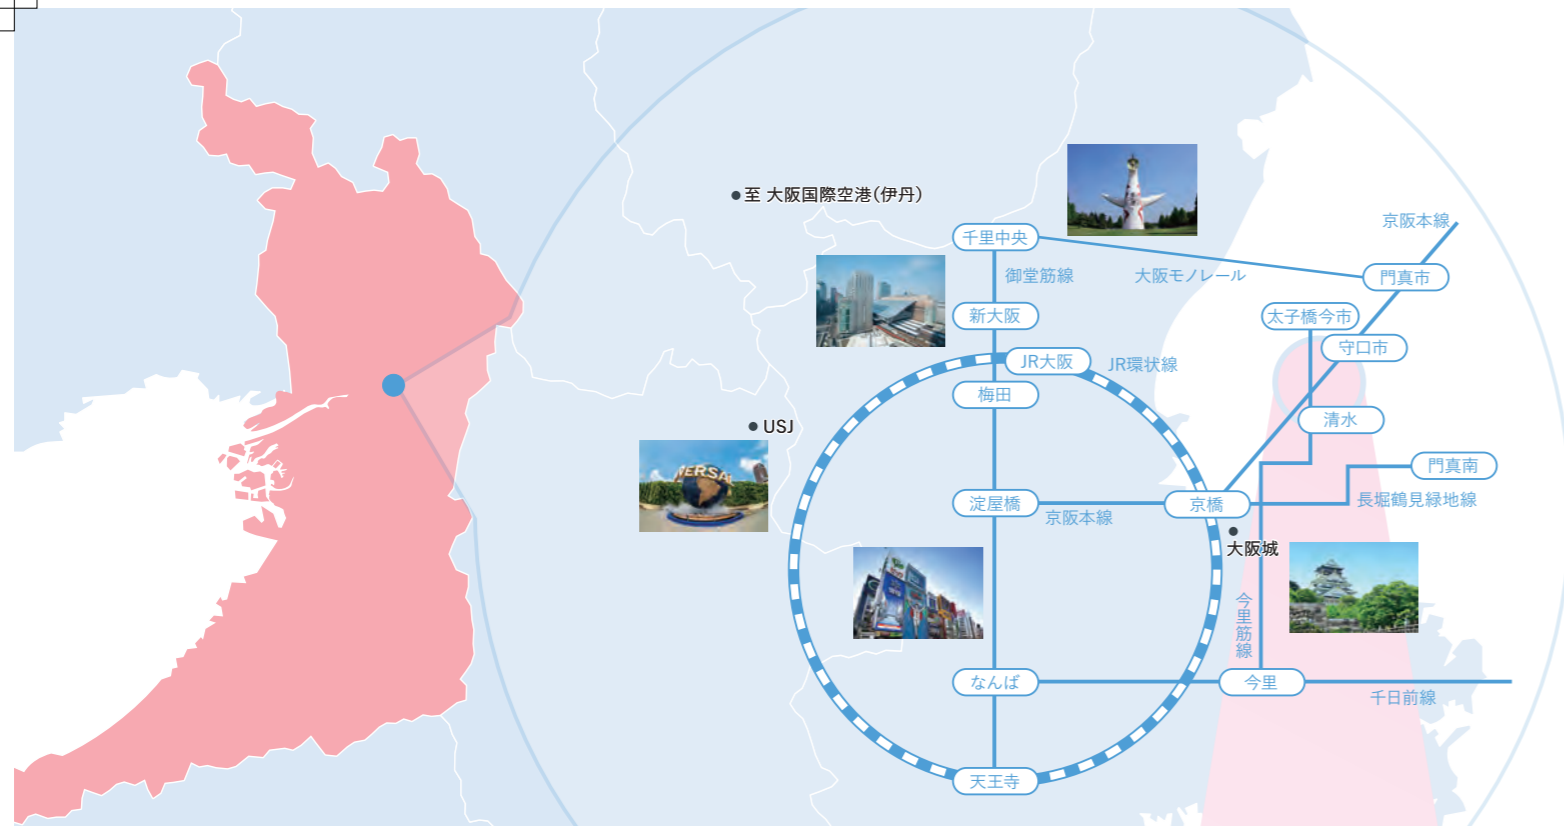 至 大阪国際空港(伊丹)
京阪本線
千里中央
御堂筋線
大阪モノレール
門真市
新大阪
太子橋今市
守口市
JR大阪
JR環状線
梅田
清水
USJ
VERSAL
門真南
淀屋橋
京阪本線
京橋
長堀鶴見緑地線
大阪城
今里筋線
なんば
今里
千日前線
天王寺